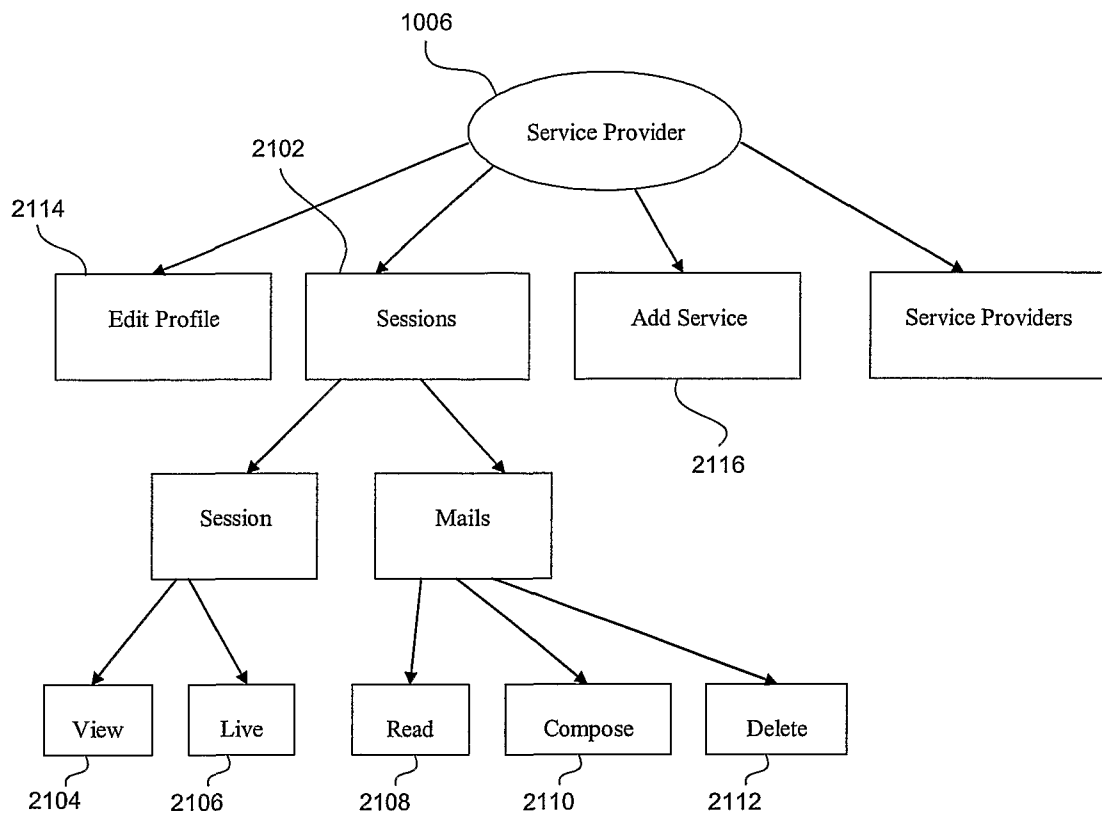 1006
Service Provider
2102
2114
Edit Profile
Sessions
Add Service
Service Providers
2116
Session
Mails
View
Live
Read
Compose
Delete
2104
2106
2108
2110
2112